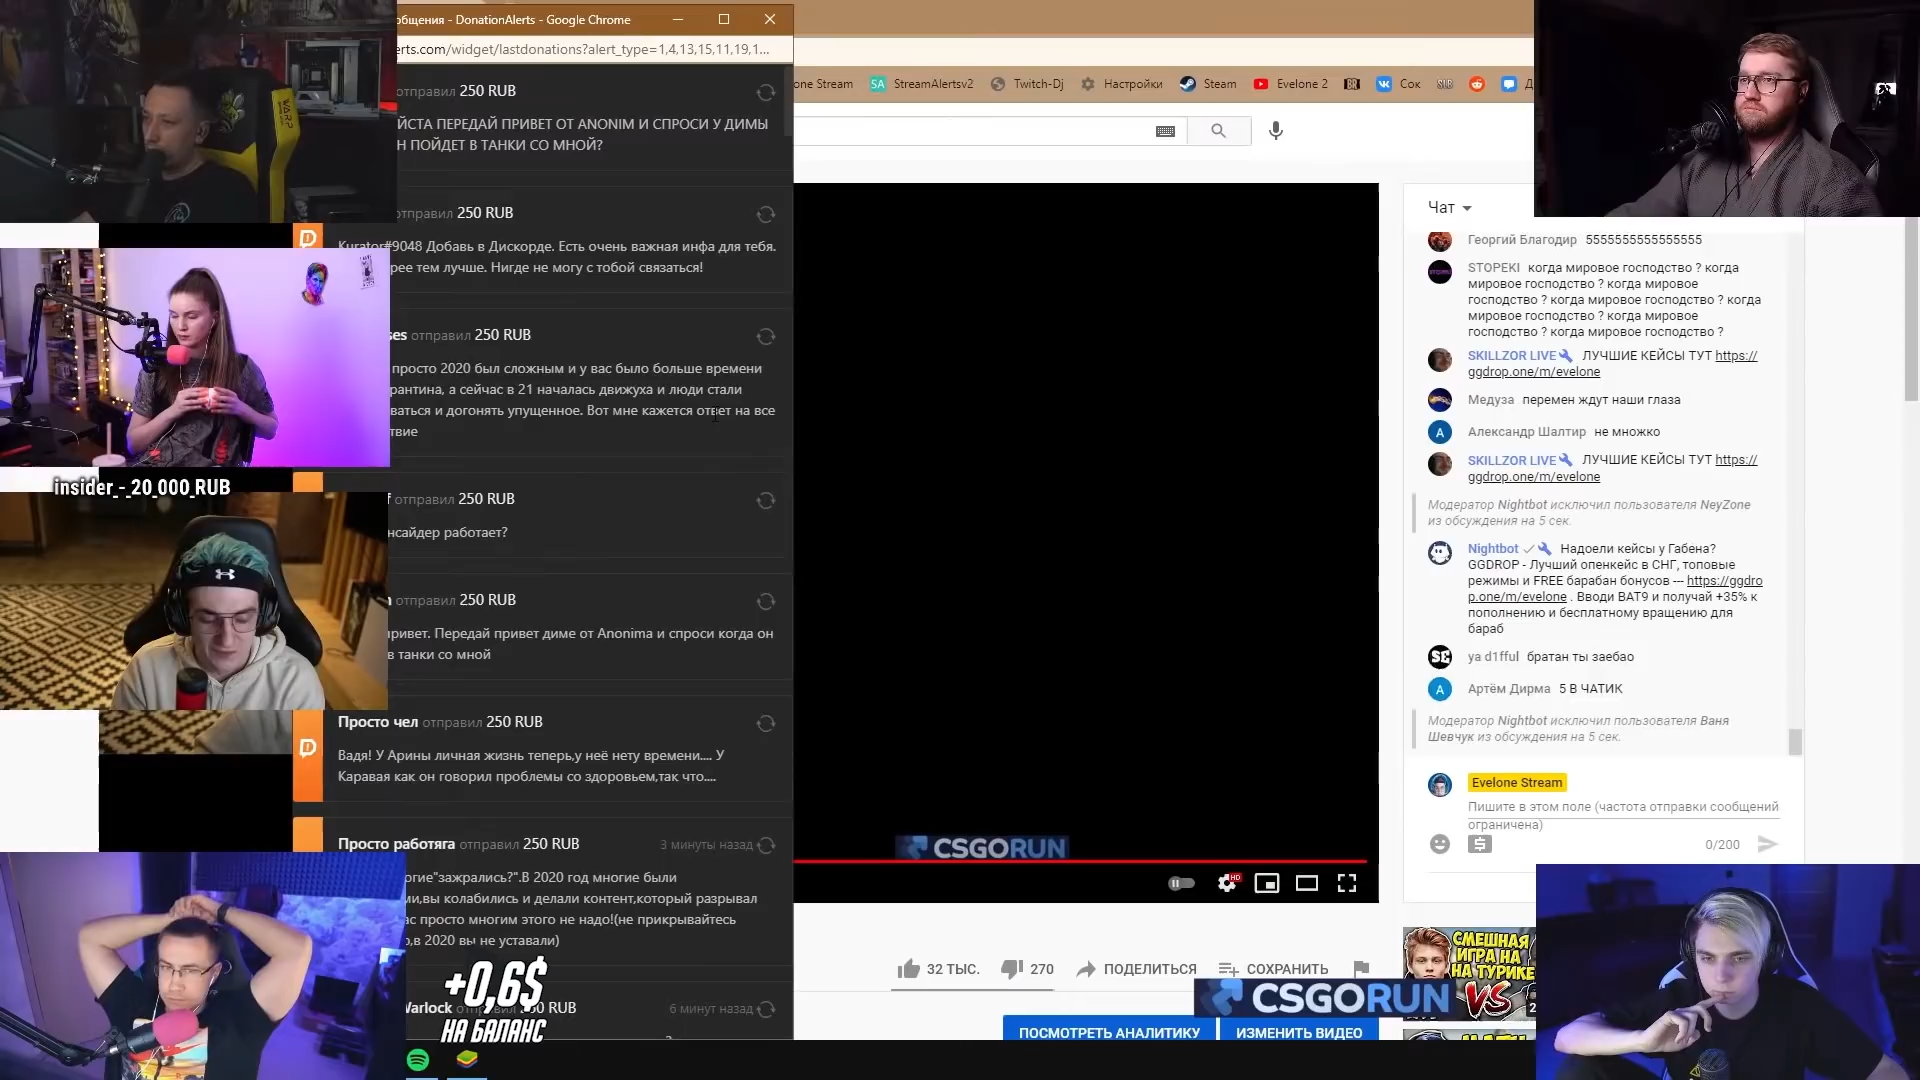 общения - DonationAlerts - Google Chrome
erts.com/widget/lastdonations?alert_type=1,4,13,15,11,19,1...
one Stream
StreamAlertsv2
Twitch-Dj
Настройки
Steam
Evelone 2
Сок
отправил 250 RUB
ЙСТА ПЕРЕДАЙ ПРИВЕТ ОТ ANONIM И СПРОСИ У ДИМЫ
Н ПОЙДЕТ В ТАНКИ СО МНОЙ?
отправил 250 RUB
Kurator#9048 Добавь в Дискорде. Есть очень важная инфа для тебя.
рее тем лучше. Нигде не могу с тобой связаться!
ses отправил 250 RUB
просто 2020 был сложным и у вас было больше времени
рантина, а сейчас в 21 началась движуха и люди стали
ваться и догонять упущенное. Вот мне кажется ответ на все
твие
f отправил 250 RUB
нсайдер работает?
отправил 250 RUB
привет. Передай привет диме от Anonima и спроси когда он
в танки со мной
Просто чел отправил 250 RUB
Вадя! У Арины личная жизнь теперь,у неё нету времени.... У
Каравая как он говорил проблемы со здоровьем,так что....
Просто работяга отправил 250 RUB
3 минуты назад
огие"зажрались?".В 2020 год многие были
ми,вы колабились и делали контент,который разрывал
ас просто многим этого не надо!(не прикрывайтесь
о,в 2020 вы не уставали)
Warlock
RUB
6 минут назад
+0,6$
НА БАЛАНС
insider_-_20_000_RUB
WARP
CSGORUN
32 ТЫС.
270
ПОДЕЛИТЬСЯ
СОХРАНИТЬ
CSGORUN
ПОСМОТРЕТЬ АНАЛИТИКУ
ИЗМЕНИТЬ ВИДЕО
HD
Чат
Георгий Благодир 5555555555555555
STOPEKI когда мировое господство ? когда
мировое господство ? когда мировое
господство ? когда мировое господство ? когда
мировое господство ? когда мировое
господство ? когда мировое господство ?
SKILLZOR LIVE ЛУЧШИЕ КЕЙСЫ ТУТ https://
ggdrop.one/m/evelone
Медуза перемен ждут наши глаза
Александр Шалтир не множко
SKILLZOR LIVE ЛУЧШИЕ КЕЙСЫ ТУТ https://
ggdrop.one/m/evelone
Модератор Nightbot исключил пользователя NeyZone
из обсуждения на 5 сек.
Nightbot Надоели кейсы у Габена?
GGDROP - Лучший опенкейс в СНГ, топовые
режимы и FREE барабан бонусов --- https://ggdro
p.one/m/evelone . Вводи BAT9 и получай +35% к
пополнению и бесплатному вращению для
бараб
ya d1fful братан ты заебао
Артём Дирма 5 В ЧАТИК
Модератор Nightbot исключил пользователя Ваня
Шевчук из обсуждения на 5 сек.
Evelone Stream
Пишите в этом поле (частота отправки сообщений
ограничена)
0/200
СМЕШНАЯ
ИГРА НА
НА ТУРИКЕ
VS